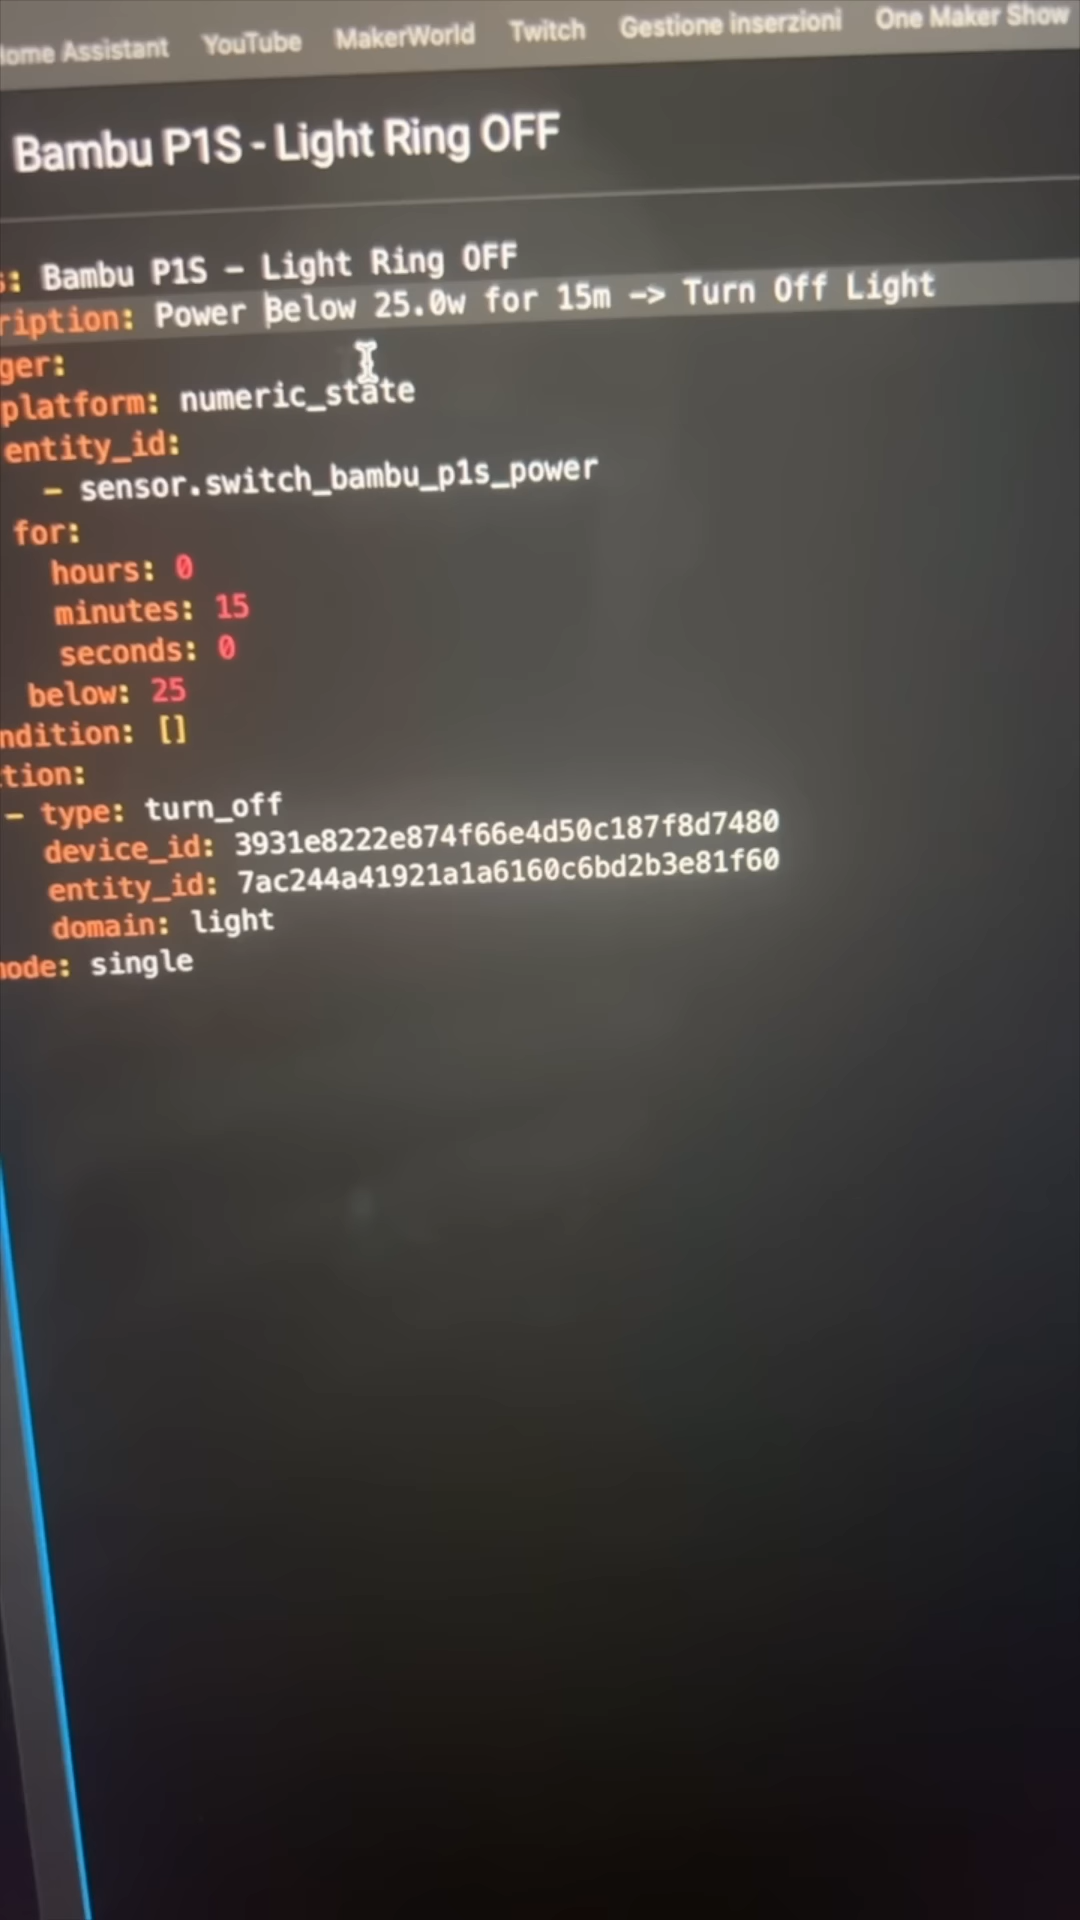 ome Assistant YouTube MakerWorld Twitch Gestione inserzioni One Maker Show
Bambu P1S - Light Ring OFF
s: Bambu P1S - Light Ring OFF
ription: Power Below 25.0w for 15m -> Turn Off Light
ger:
platform: numeric_state
entity_id:
- sensor.switch_bambu_p1s_power
for:
hours: 0
minutes: 15
seconds: 0
below: 25
ndition: []
tion:
- type: turn_off
device_id: 3931e8222e874f66e4d50c187f8d7480
entity_id: 7ac244a41921a1a6160c6bd2b3e81f60
domain: light
mode: single